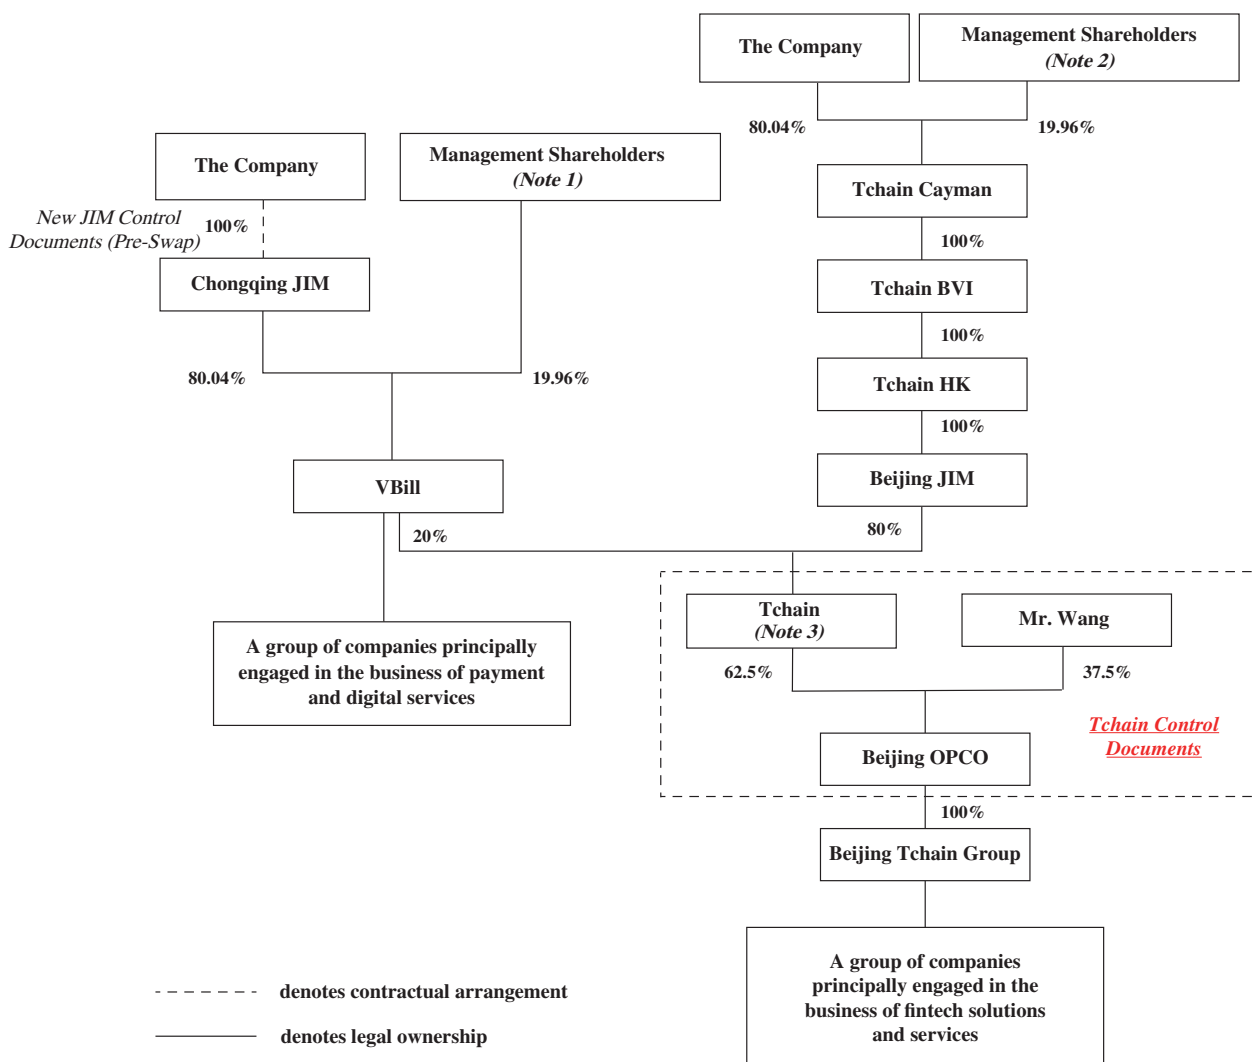 The Company
Management Shareholders
(Note 2)
80.04%
19.96%
The Company
Management Shareholders
(Note 1)
Tchain Cayman
New JIM Control
Documents (Pre-Swap)
100%
100%
Chongqing JIM
Tchain BVI
100%
80.04%
19.96%
Tchain HK
100%
VBill
Beijing JIM
20%
80%
Tchain
(Note 3)
Mr. Wang
62.5%
37.5%
A group of companies principally
engaged in the business of payment
and digital services
Tchain Control
Documents
Beijing OPCO
100%
Beijing Tchain Group
A group of companies
principally engaged in the
business of fintech solutions
and services
denotes contractual arrangement
denotes legal ownership